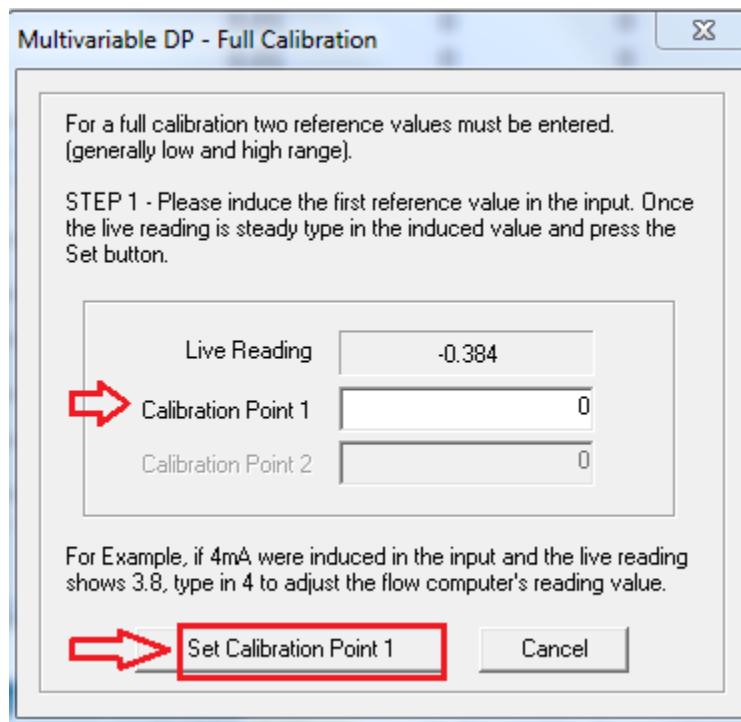 Multivariable DP - Full Calibration
For a full calibration two reference values must be entered.
(generally low and high range).
STEP 1 - Please induce the first reference value in the input. Once
the live reading is steady type in the induced value and press the
Set button.
Live Reading -0.384
Calibration Point 1 0
Calibration Point 2 0
For Example, if 4mA were induced in the input and the live reading
shows 3.8, type in 4 to adjust the flow computer's reading value.
Set Calibration Point 1 Cancel